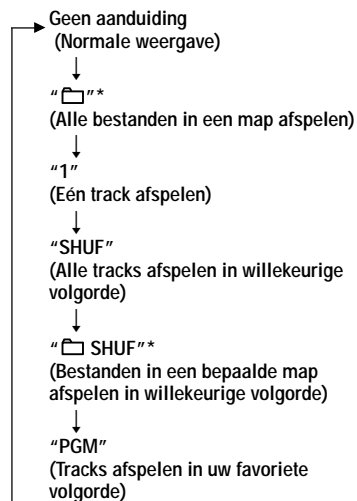 Geen aanduiding
(Normale weergave)
“ ”*
(Alle bestanden in een map afspelen)
“1”
(Eén track afspelen)
“SHUF”
(Alle tracks afspelen in willekeurige
volgorde)
“ SHUF”*
(Bestanden in een bepaalde map
afspelen in willekeurige volgorde)
“PGM”
(Tracks afspelen in uw favoriete
volgorde)